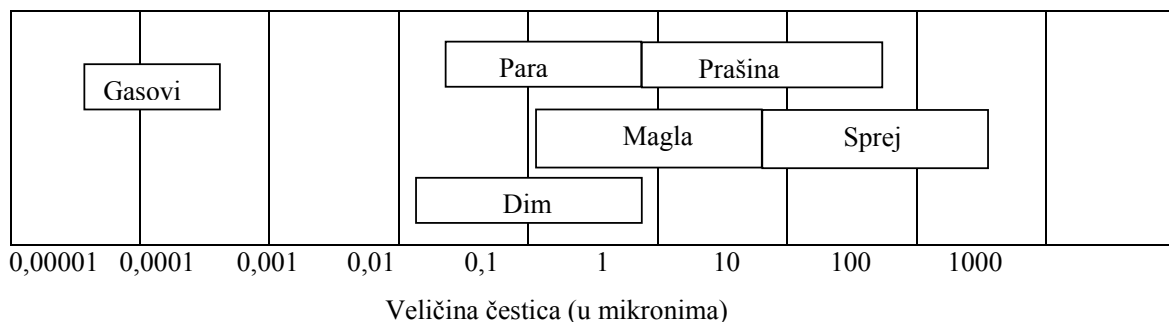 Para Prašina
Gasovi
Magla Sprej
Dim
0,00001 0,0001 0,001 0,01 0,1 1 10 100 1000
Veličina čestica (u mikronima)